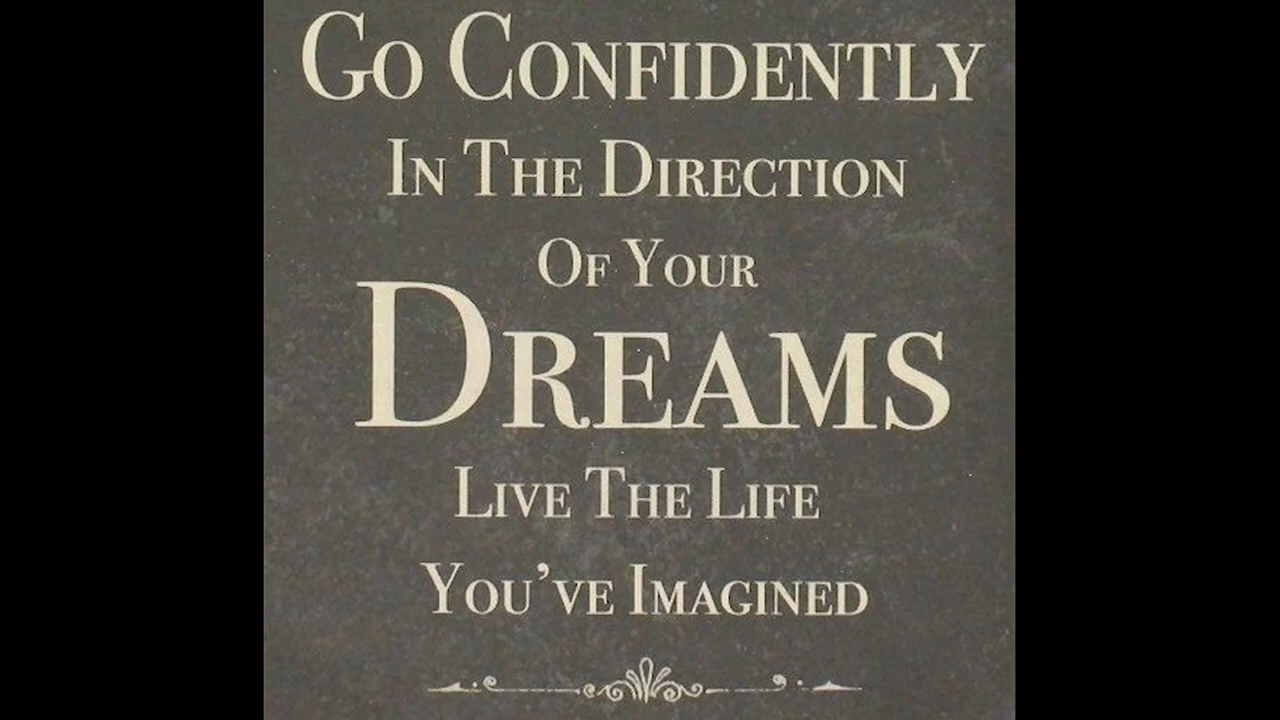 Go Confidently
In The Direction
Of Your
Dreams
Live The Life
You've Imagined